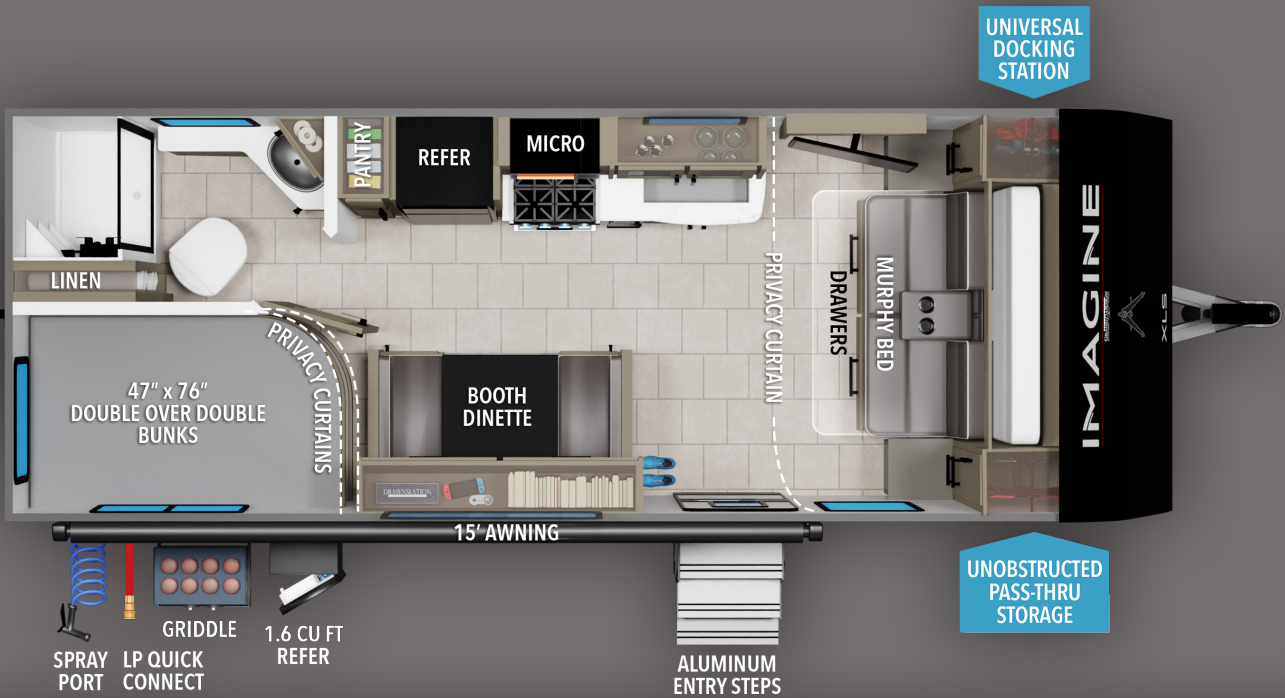 UNIVERSAL
DOCKING
STATION
PANTRY
REFER
MICRO
LINEN
PRIVACY CURTAINS
47" x 76"
DOUBLE OVER DOUBLE
BUNKS
BOOTH
DINETTE
PRIVACY CURTAIN
DRAWERS
MURPHY BED
IMAGINE
XLS
15' AWNING
GRIDDLE
1.6 CU FT
REFER
SPRAY
PORT
LP QUICK
CONNECT
ALUMINUM
ENTRY STEPS
UNOBSTRUCTED
PASS-THRU
STORAGE